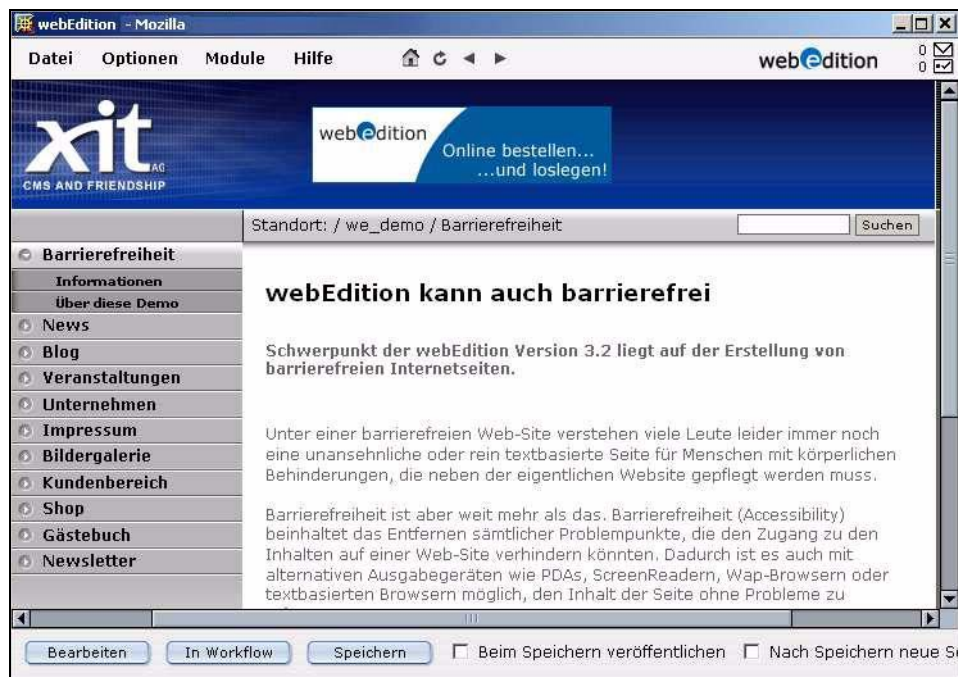 webEdition - Mozilla
Datei Optionen Module Hilfe webedition 0
0
xit AG
CMS AND FRIENDSHIP
webedition
Online bestellen...
...und loslegen!
Standort: / we_demo / Barrierefreiheit Suchen
Barrierefreiheit
Informationen
Über diese Demo
News
Blog
Veranstaltungen
Unternehmen
Impressum
Bildergalerie
Kundenbereich
Shop
Gästebuch
Newsletter
webEdition kann auch barrierefrei
Schwerpunkt der webEdition Version 3.2 liegt auf der Erstellung von
barrierefreien Internetseiten.
Unter einer barrierefreien Web-Site verstehen viele Leute leider immer noch
eine unansehnliche oder rein textbasierte Seite für Menschen mit körperlichen
Behinderungen, die neben der eigentlichen Website gepflegt werden muss.
Barrierefreiheit ist aber weit mehr als das. Barrierefreiheit (Accessibility)
beinhaltet das Entfernen sämtlicher Problempunkte, die den Zugang zu den
Inhalten auf einer Web-Site verhindern könnten. Dadurch ist es auch mit
alternativen Ausgabegeräten wie PDAs, ScreenReadern, Wap-Browsern oder
textbasierten Browsern möglich, den Inhalt der Seite ohne Probleme zu
Bearbeiten In Workflow Speichern Beim Speichern veröffentlichen Nach Speichern neue